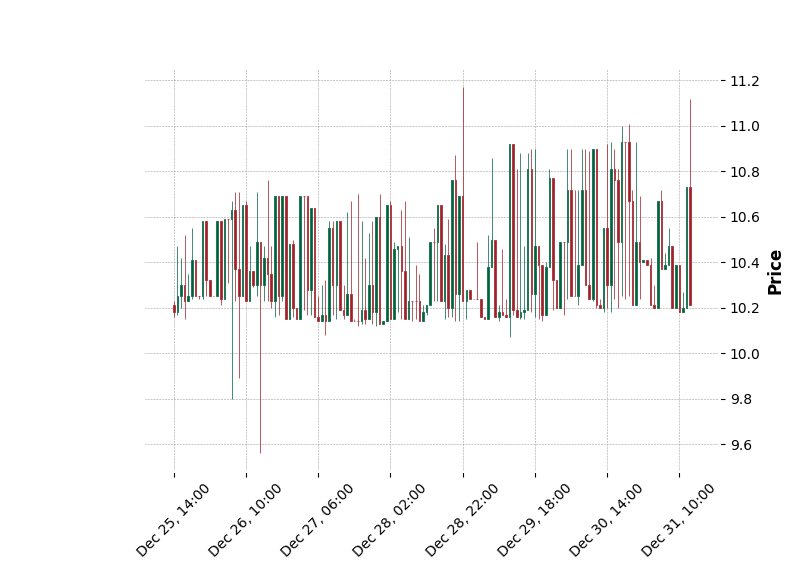 11.2
11.0
10.8
10.6
10.4
10.2
10.0
9.8
9.6
Price
Dec 25, 14:00
Dec 26, 10:00
Dec 27, 06:00
Dec 28, 02:00
Dec 28, 22:00
Dec 29, 18:00
Dec 30, 14:00
Dec 31, 10:00